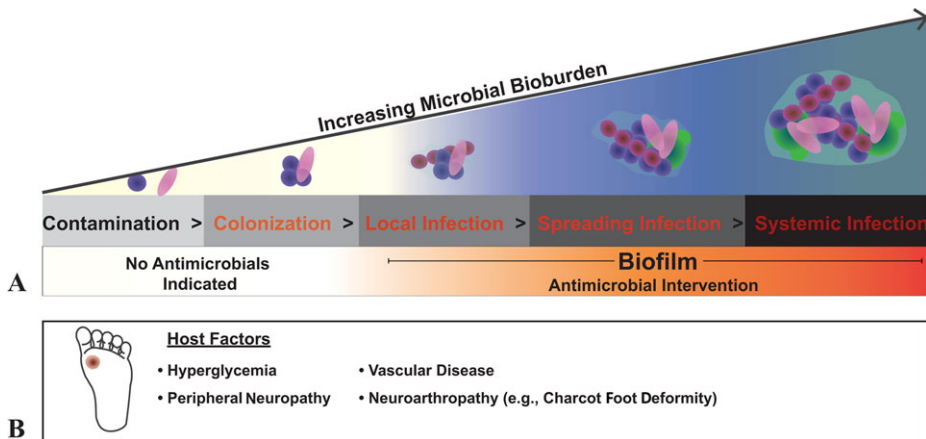 Increasing Microbial Bioburden
Contamination > Colonization > Local Infection > Spreading Infection > Systemic Infection
No Antimicrobials
Indicated
Biofilm
Antimicrobial Intervention
A
Host Factors
• Hyperglycemia
• Vascular Disease
• Peripheral Neuropathy
• Neuroarthropathy (e.g., Charcot Foot Deformity)
B